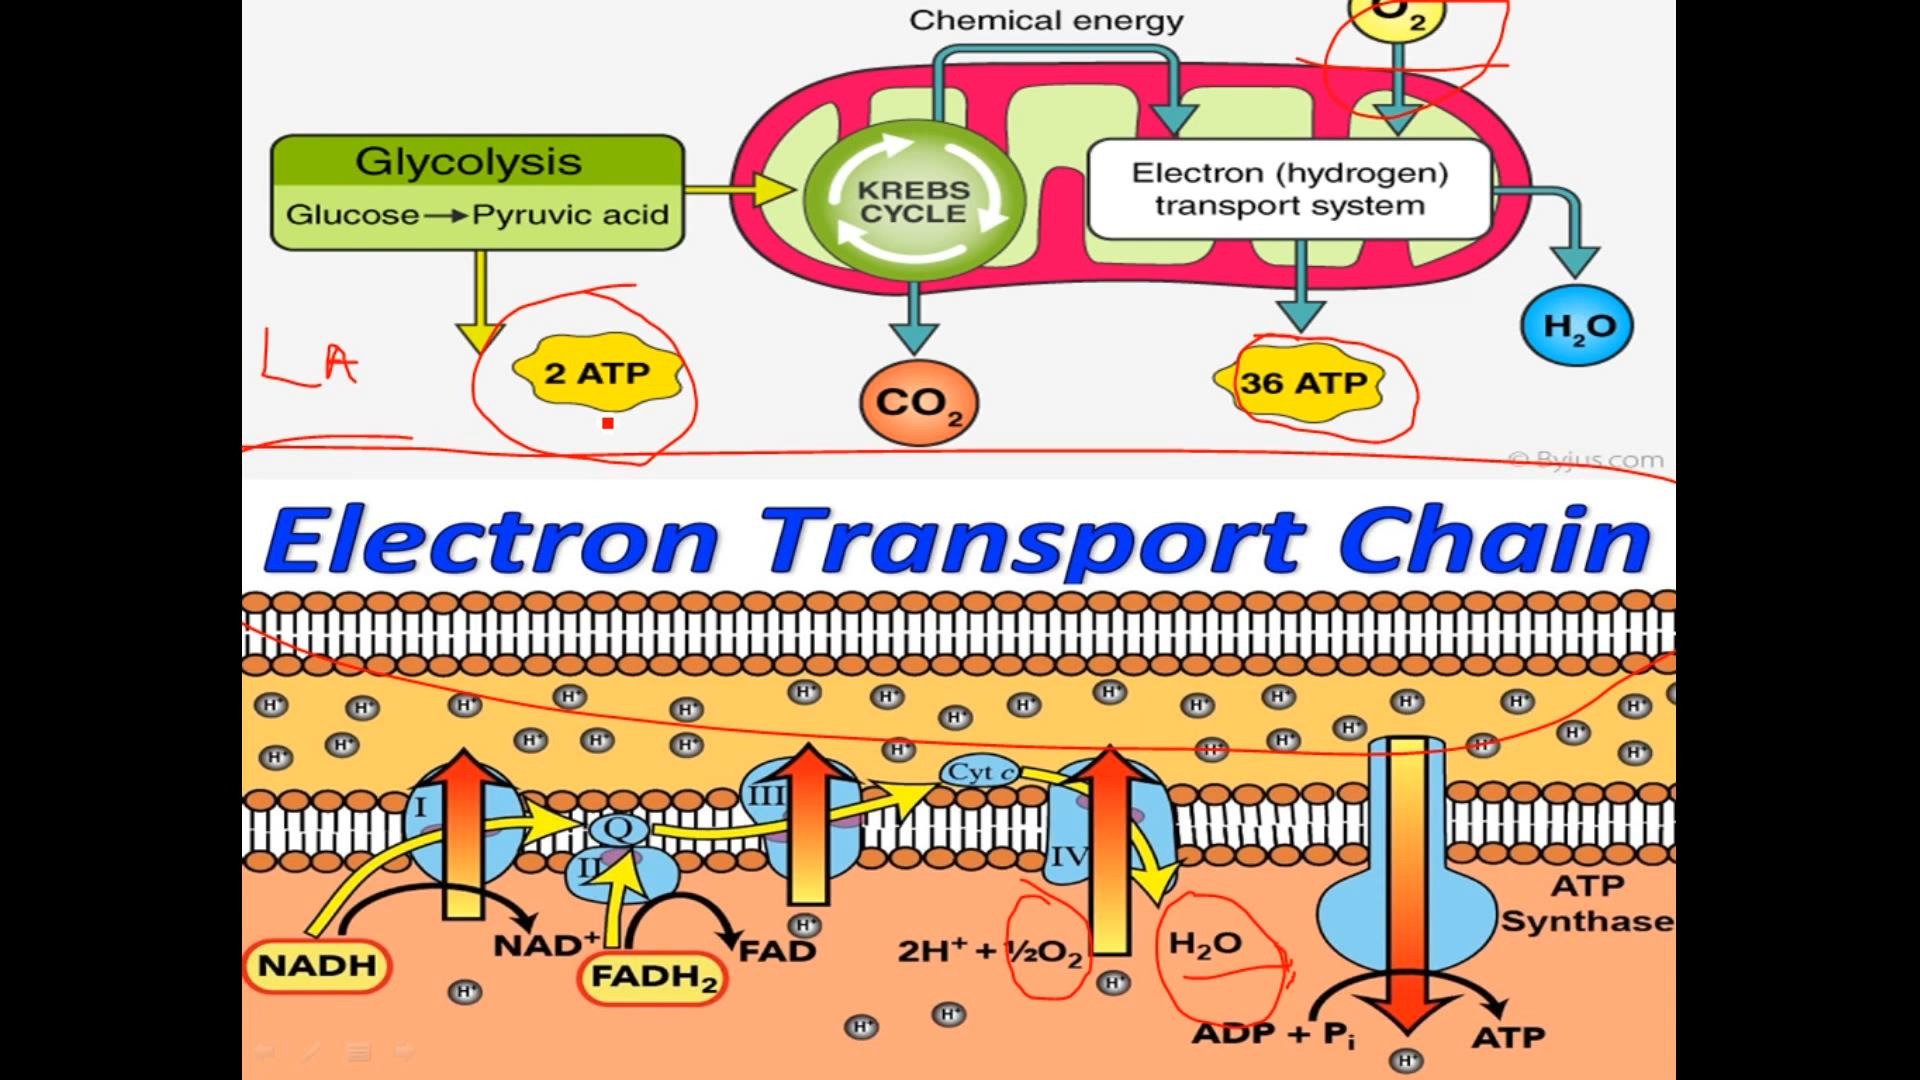 Chemical energy
O2
Glycolysis
Glucose → Pyruvic acid
KREBS
CYCLE
Electron (hydrogen)
transport system
H2O
LA
2 ATP
CO2
36 ATP
© Byjus.com
Electron Transport Chain
H+ H+ H+ H+ H+ H+ H+ H+ H+ H+ H+ H+ H+ H+ H+
H+ H+ H+ H+ H+ H+ H+ H+ H+ H+ H+ H+
I
Q
II
III
Cyt c
IV
ATP
Synthase
NADH
NAD+
FADH2
FAD
H+
2H+ + ½O2
H2O
H+
H+
H+
H+
ADP + Pi
ATP
H+